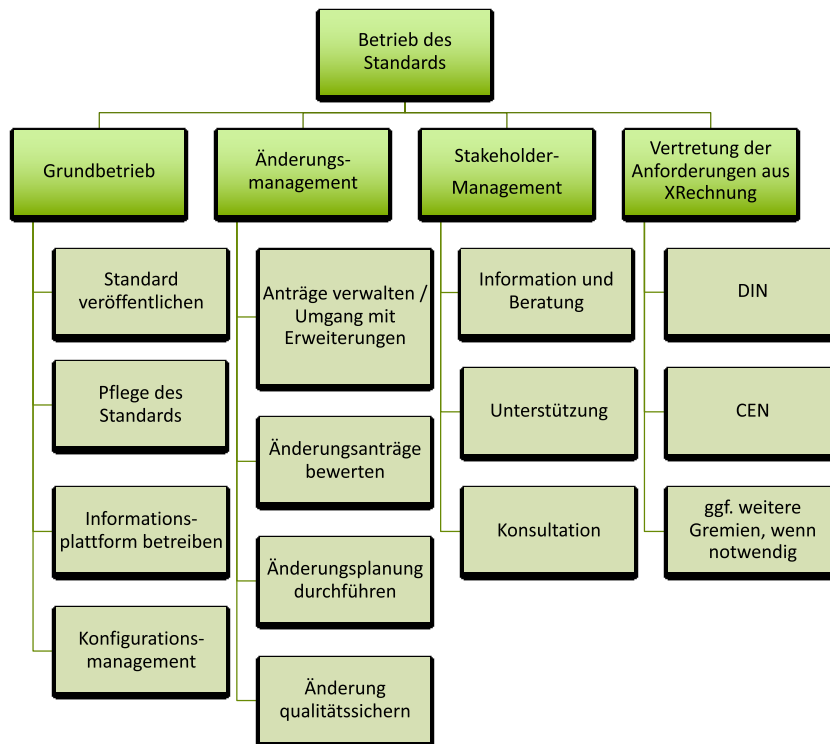 Betrieb des
Standards
Grundbetrieb
Standard
veröffentlichen
Pflege des
Standards
Informations-
plattform betreiben
Konfigurations-
management
Änderungs-
management
Anträge verwalten /
Umgang mit
Erweiterungen
Änderungsanträge
bewerten
Änderungsplanung
durchführen
Änderung
qualitätssichern
Stakeholder-
Management
Information und
Beratung
Unterstützung
Konsultation
Vertretung der
Anforderungen aus
XRechnung
DIN
CEN
ggf. weitere
Gremien, wenn
notwendig